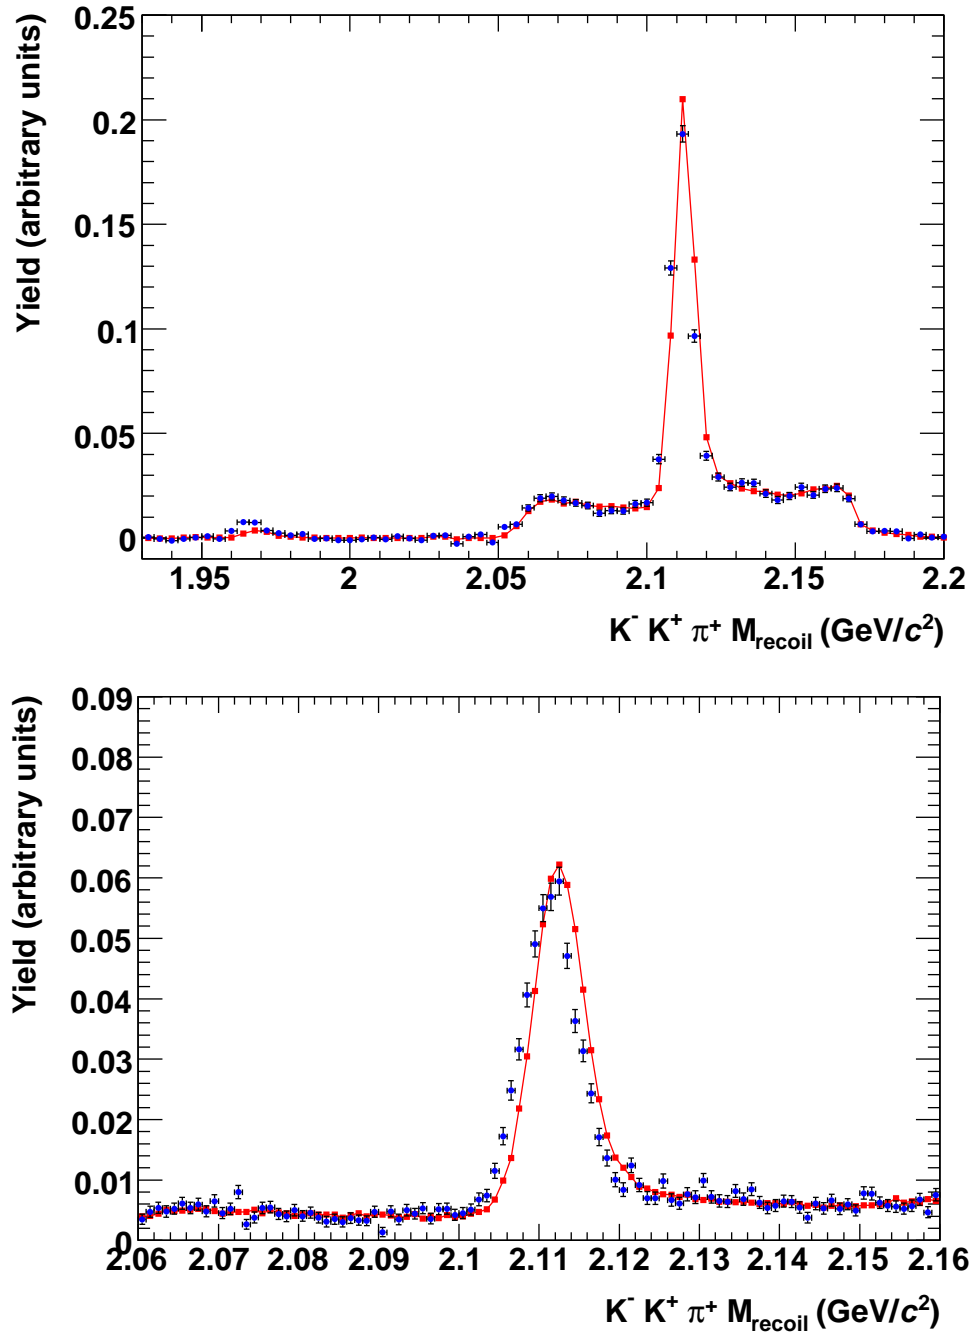 Yield (arbitrary units)
0.25
0.2
0.15
0.1
0.05
0
1.95 2 2.05 2.1 2.15 2.2
K⁻ K⁺ π⁺ M_recoil (GeV/c²)
Yield (arbitrary units)
0.09
0.08
0.07
0.06
0.05
0.04
0.03
0.02
0.01
0
2.06 2.07 2.08 2.09 2.1 2.11 2.12 2.13 2.14 2.15 2.16
K⁻ K⁺ π⁺ M_recoil (GeV/c²)